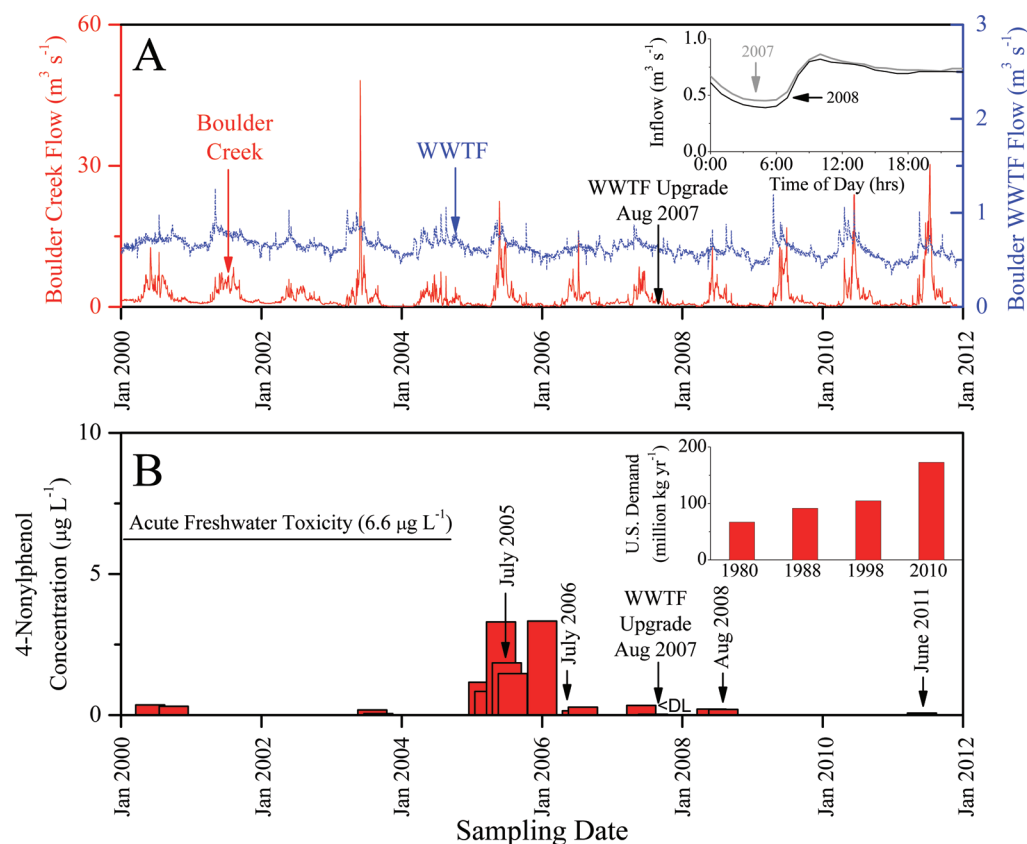 A
Boulder Creek Flow (m³ s⁻¹)
60
30
0
Boulder
Creek
WWTF
WWTF Upgrade
Aug 2007
Boulder WWTF Flow (m³ s⁻¹)
3
2
1
0
Inflow (m³ s⁻¹)
1.0
0.5
0.0
2007
2008
0:00
6:00
12:00
18:00
Time of Day (hrs)
Jan 2000
Jan 2002
Jan 2004
Jan 2006
Jan 2008
Jan 2010
Jan 2012
B
4-Nonylphenol
Concentration (µg L⁻¹)
10
5
0
Acute Freshwater Toxicity (6.6 µg L⁻¹)
July 2005
July 2006
WWTF
Upgrade
Aug 2007
<DL
Aug 2008
June 2011
U.S. Demand
(million kg yr⁻¹)
200
100
0
1980
1988
1998
2010
Jan 2000
Jan 2002
Jan 2004
Jan 2006
Jan 2008
Jan 2010
Jan 2012
Sampling Date